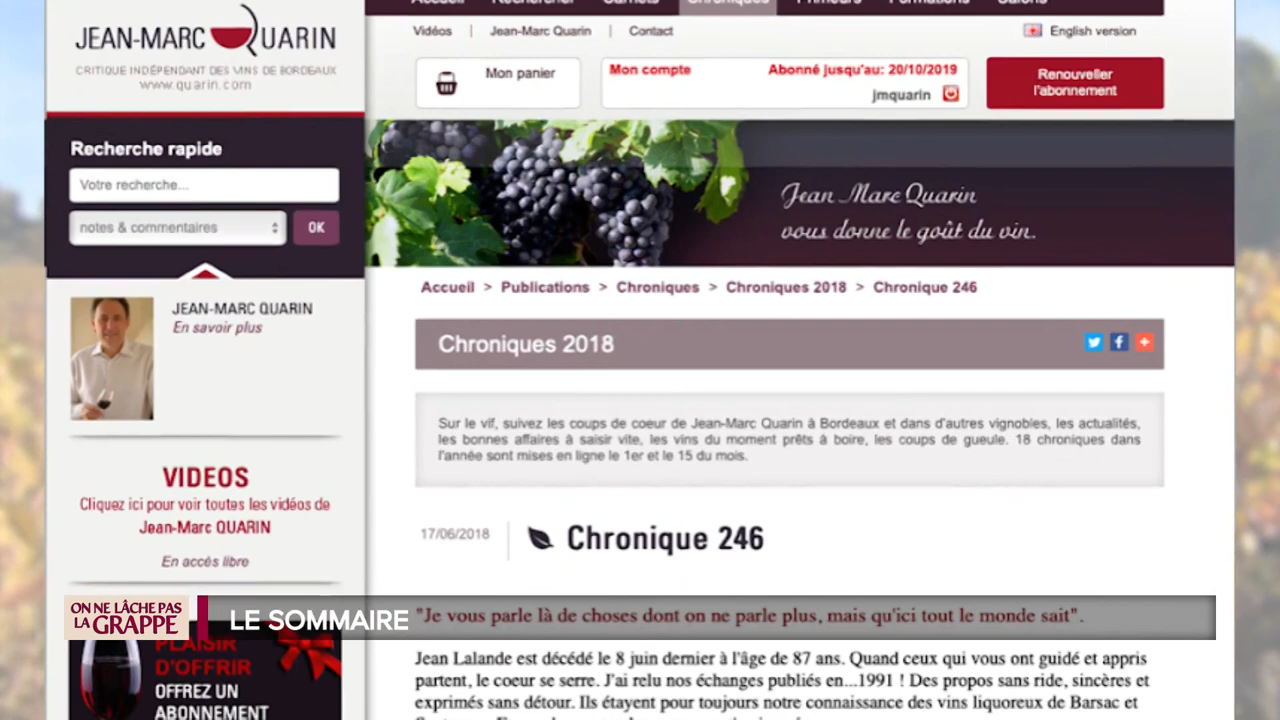 Accueil Rechercher Carnets Chroniques Primeurs Formations Salons
JEAN-MARC QUARIN
CRITIQUE INDÉPENDANT DES VINS DE BORDEAUX
www.quarin.com
Vidéos | Jean-Marc Quarin | Contact
English version
Mon panier
Mon compte
Abonné jusqu'au: 20/10/2019
jmquarin
Renouveller
l'abonnement
Recherche rapide
Votre recherche...
notes & commentaires
OK
Jean Marc Quarin
vous donne le goût du vin.
JEAN-MARC QUARIN
En savoir plus
VIDEOS
Cliquez ici pour voir toutes les vidéos de
Jean-Marc QUARIN
En accés libre
Accueil > Publications > Chroniques > Chroniques 2018 > Chronique 246
Chroniques 2018
Sur le vif, suivez les coups de coeur de Jean-Marc Quarin à Bordeaux et dans d'autres vignobles, les actualités,
les bonnes affaires à saisir vite, les vins du moment prêts à boire, les coups de gueule. 18 chroniques dans
l'année sont mises en ligne le 1er et le 15 du mois.
17/06/2018
Chronique 246
ON NE LÂCHE PAS
LA GRAPPE
LE SOMMAIRE
"Je vous parle là de choses dont on ne parle plus, mais qu'ici tout le monde sait".
PLAISIR
D'OFFRIR
OFFREZ UN
ABONNEMENT
Jean Lalande est décédé le 8 juin dernier à l'âge de 87 ans. Quand ceux qui vous ont guidé et appris
partent, le coeur se serre. J'ai relu nos échanges publiés en...1991 ! Des propos sans ride, sincères et
exprimés sans détour. Ils étayent pour toujours notre connaissance des vins liquoreux de Barsac et